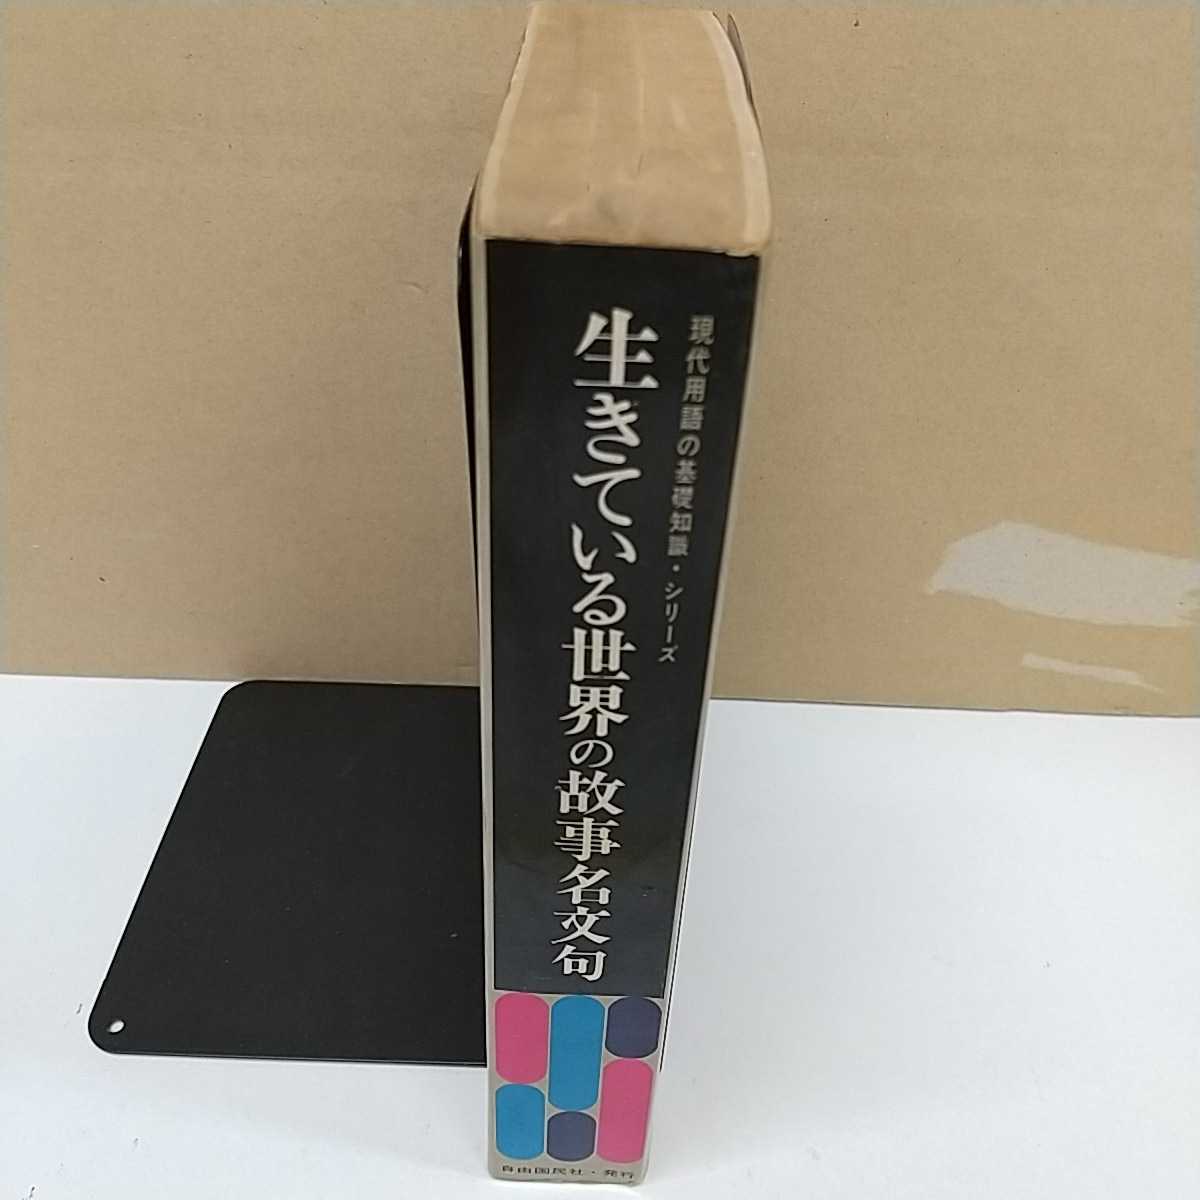 現代用語の基礎知識・シリーズ
生きている世界の故事名文句
自由国民社・発行